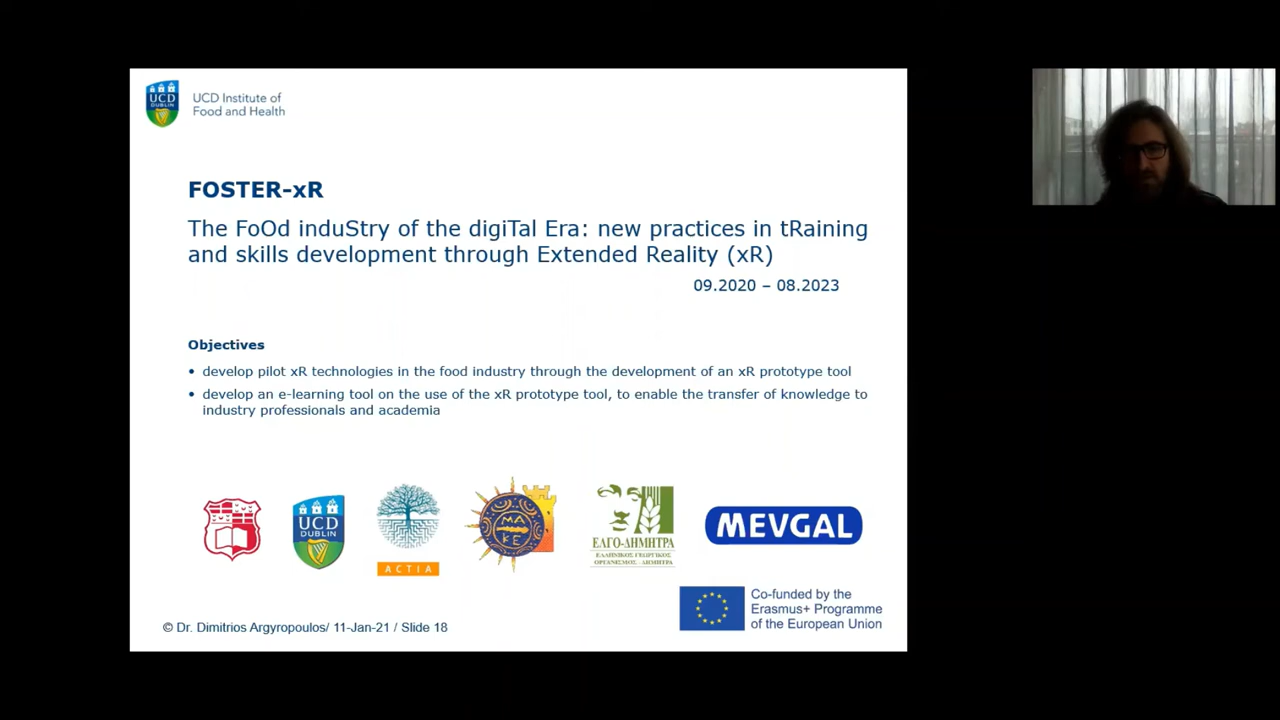 UCD
DUBLIN
UCD Institute of
Food and Health
FOSTER-xR
The FoOd induStry of the digiTal Era: new practices in tRaining
and skills development through Extended Reality (xR)
09.2020 – 08.2023
Objectives
• develop pilot xR technologies in the food industry through the development of an xR prototype tool
• develop an e-learning tool on the use of the xR prototype tool, to enable the transfer of knowledge to
industry professionals and academia
UCD
DUBLIN
ACTIA
ΜΑ
ΚΕ
ΕΛΓΟ-ΔΗΜΗΤΡΑ
ΕΛΛΗΝΙΚΟΣ ΓΕΩΡΓΙΚΟΣ
ΟΡΓΑΝΙΣΜΟΣ - ΔΗΜΗΤΡΑ
MEVGAL
Co-funded by the
Erasmus+ Programme
of the European Union
© Dr. Dimitrios Argyropoulos/ 11-Jan-21 / Slide 18